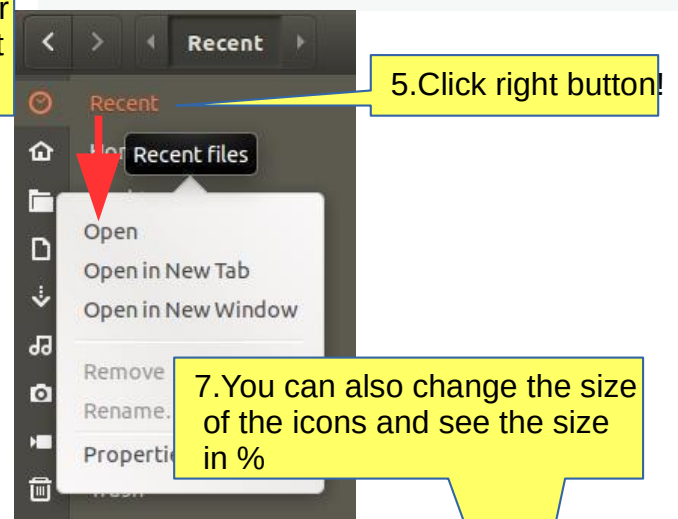 r
t
Recent
5.Click right button!
Recent
Recent files
Open
Open in New Tab
Open in New Window
Remove
Rename.
7.You can also change the size
of the icons and see the size
in %